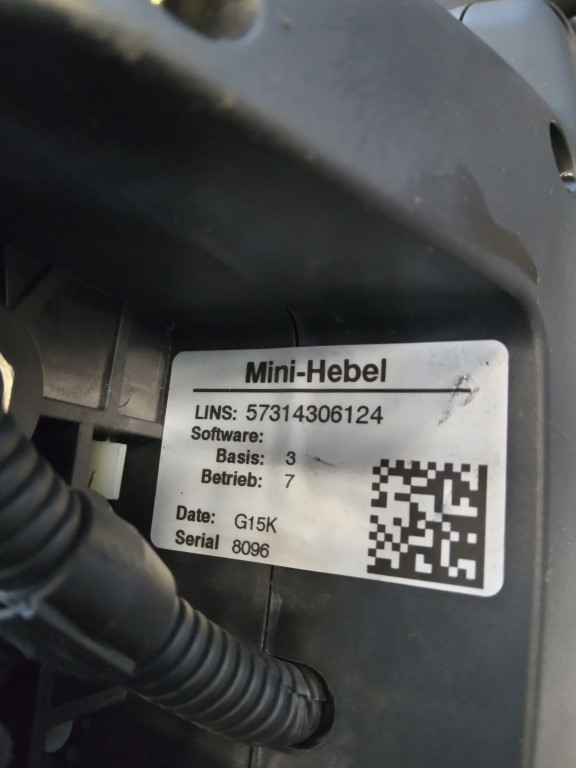 Mini-Hebel
LINS: 57314306124
Software:
Basis: 3
Betrieb: 7
Date: G15K
Serial 8096